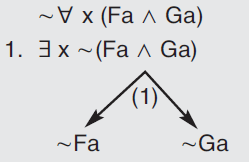 ~∀ x (Fa ∧ Ga)
1. ∃ x ~(Fa ∧ Ga)
(1)
~Fa ~Ga